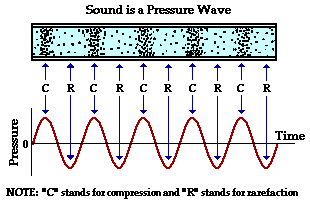 Sound is a Pressure Wave
C R C R C R C R C R
Pressure
0
Time
NOTE: "C" stands for compression and "R" stands for rarefaction